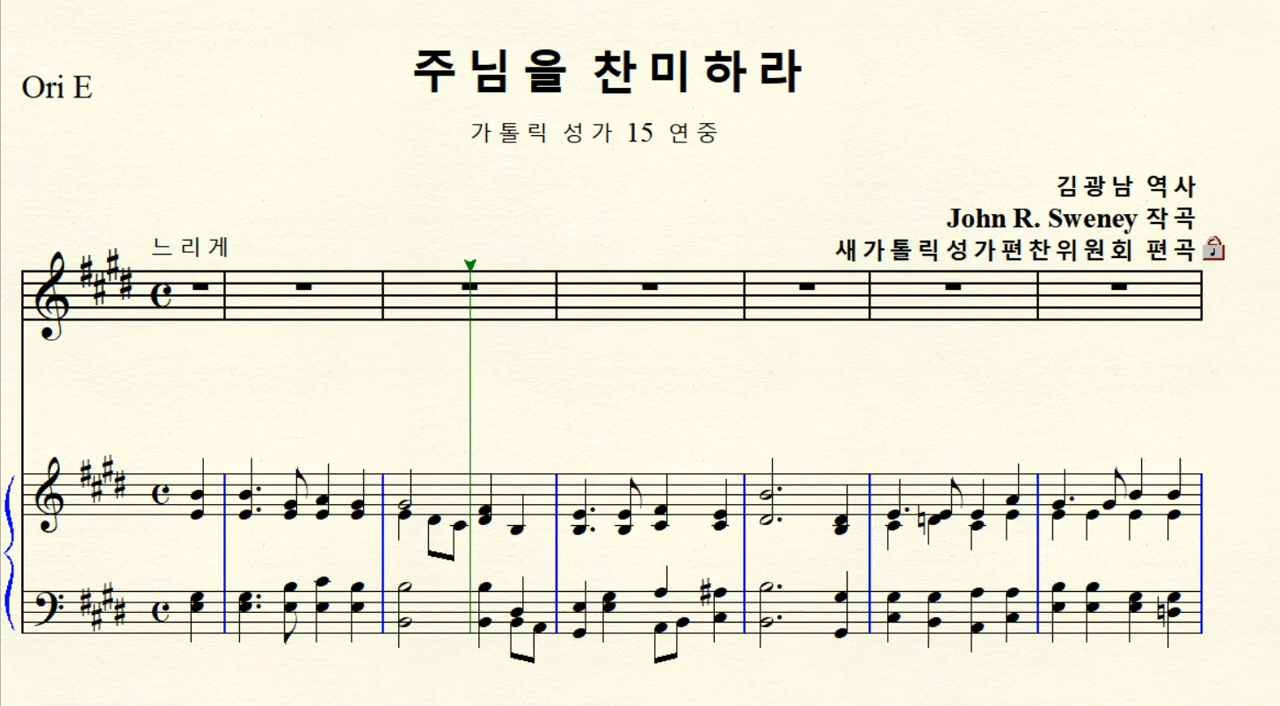 주님을 찬미하라
Ori E
가톨릭 성가 15 연중
김광남 역사
John R. Sweney 작곡
느리게
새가톨릭성가편찬위원회 편곡